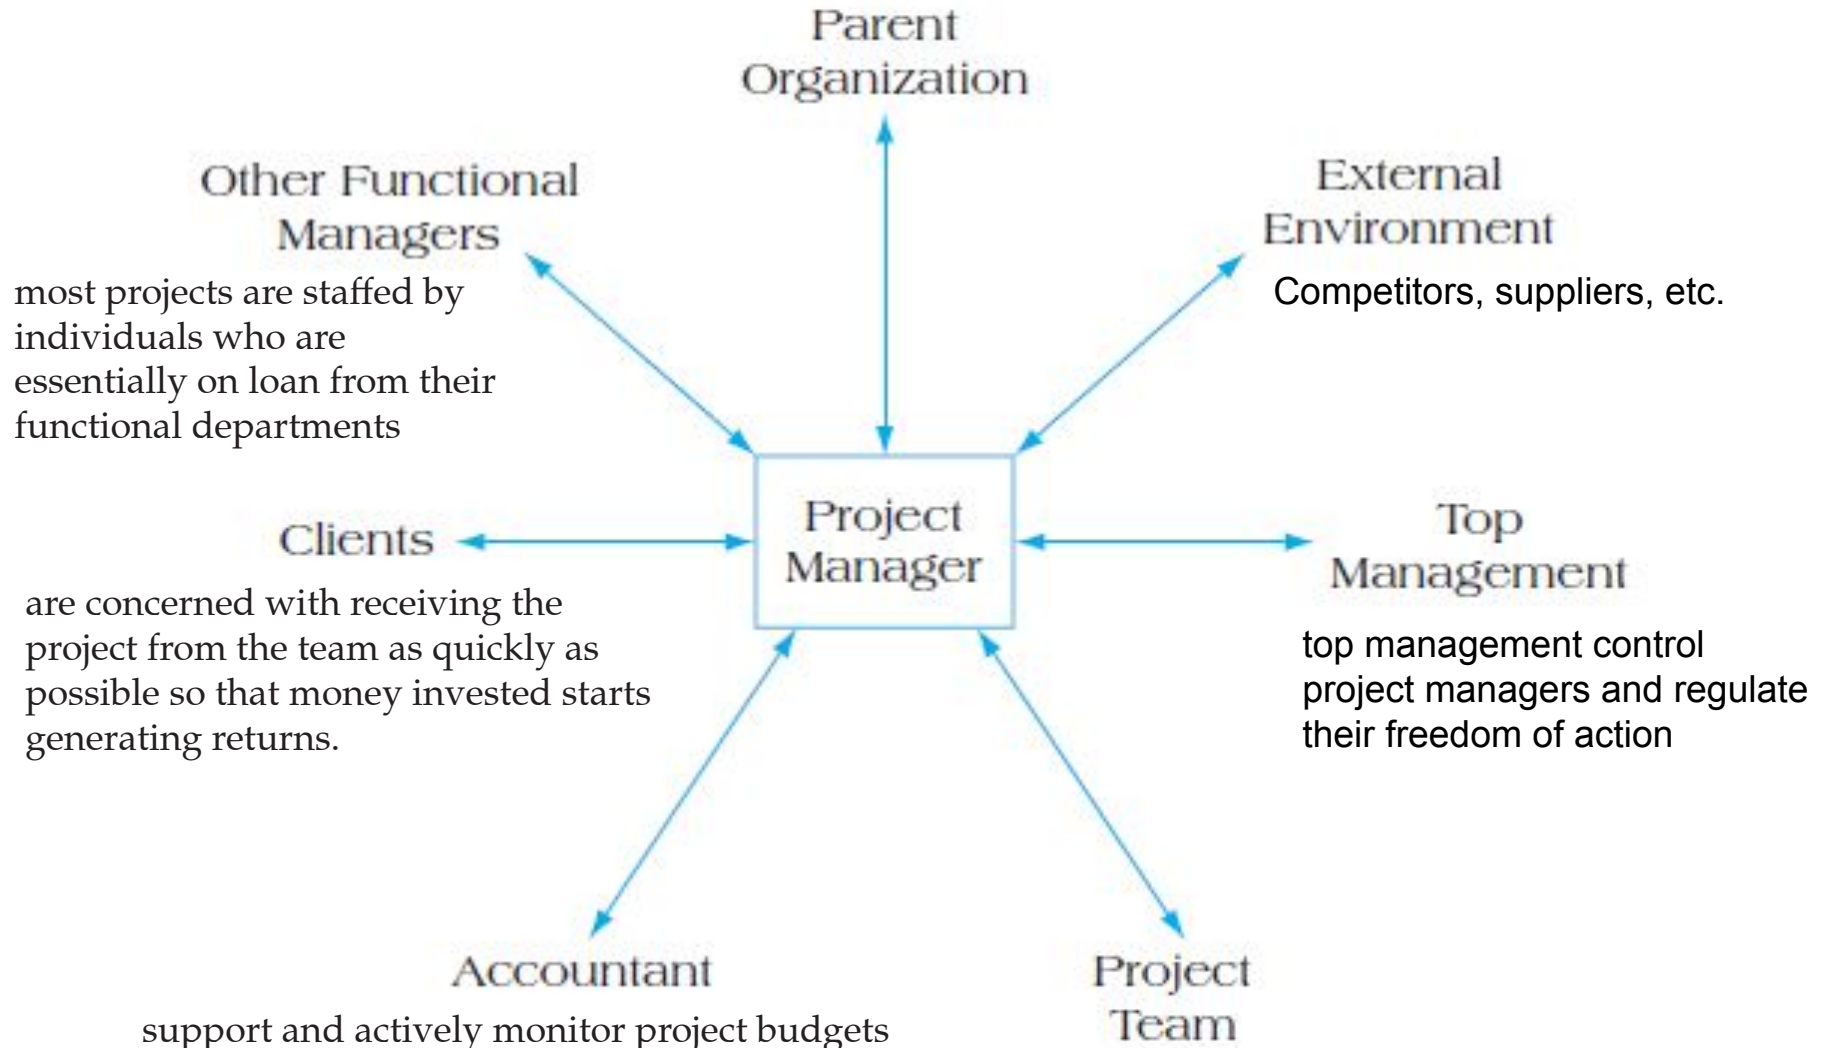 Parent
Organization
Other Functional
Managers
most projects are staffed by
individuals who are
essentially on loan from their
functional departments
External
Environment
Competitors, suppliers, etc.
Clients
are concerned with receiving the
project from the team as quickly as
possible so that money invested starts
generating returns.
Project
Manager
Top
Management
top management control
project managers and regulate
their freedom of action
Accountant
support and actively monitor project budgets
Project
Team